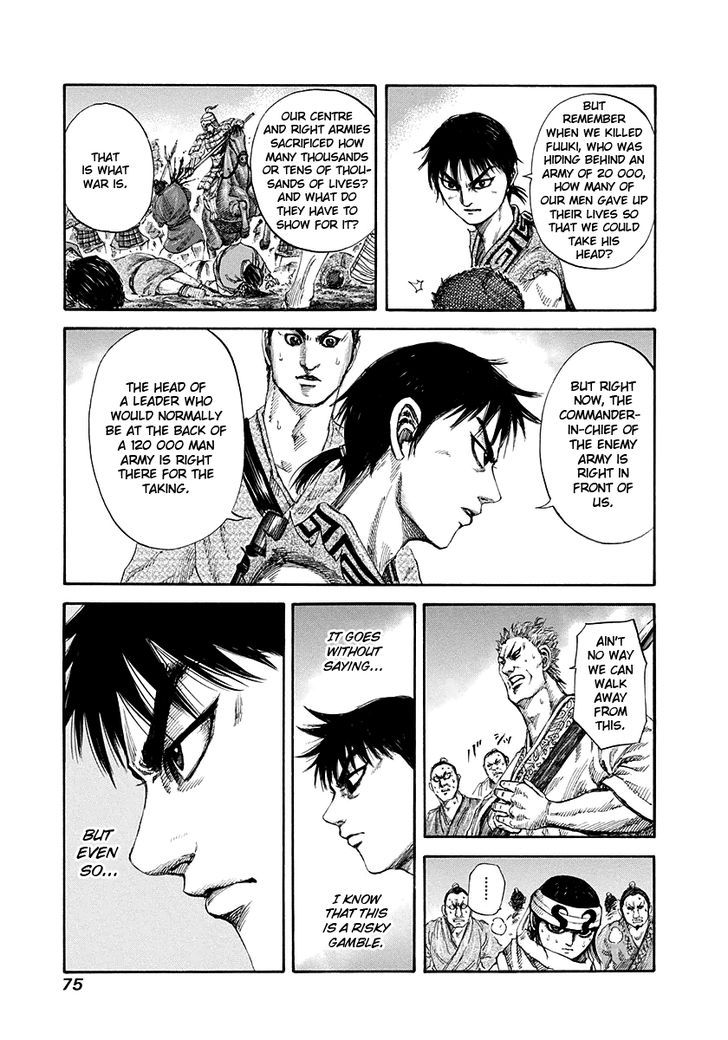 BUT
REMEMBER
WHEN WE KILLED
FUUKI, WHO WAS
HIDING BEHIND AN
ARMY OF 20 000,
HOW MANY OF
OUR MEN GAVE UP
THEIR LIVES SO
THAT WE COULD
TAKE HIS
HEAD?
OUR CENTRE
AND RIGHT ARMIES
SACRIFICED HOW
MANY THOUSANDS
OR TENS OF THOU-
SANDS OF LIVES?
AND WHAT DO
THEY HAVE TO
SHOW FOR IT?
THAT
IS WHAT
WAR IS.
BUT RIGHT
NOW, THE
COMMANDER-
IN-CHIEF OF
THE ENEMY
ARMY IS
RIGHT IN
FRONT OF
US.
THE HEAD OF
A LEADER WHO
WOULD NORMALLY
BE AT THE BACK OF
A 120 000 MAN
ARMY IS RIGHT
THERE FOR THE
TAKING.
AIN'T
NO WAY
WE CAN
WALK
AWAY
FROM
THIS.
........
IT GOES
WITHOUT
SAYING...
I KNOW
THAT THIS
IS A RISKY
GAMBLE.
BUT
EVEN
SO...
75